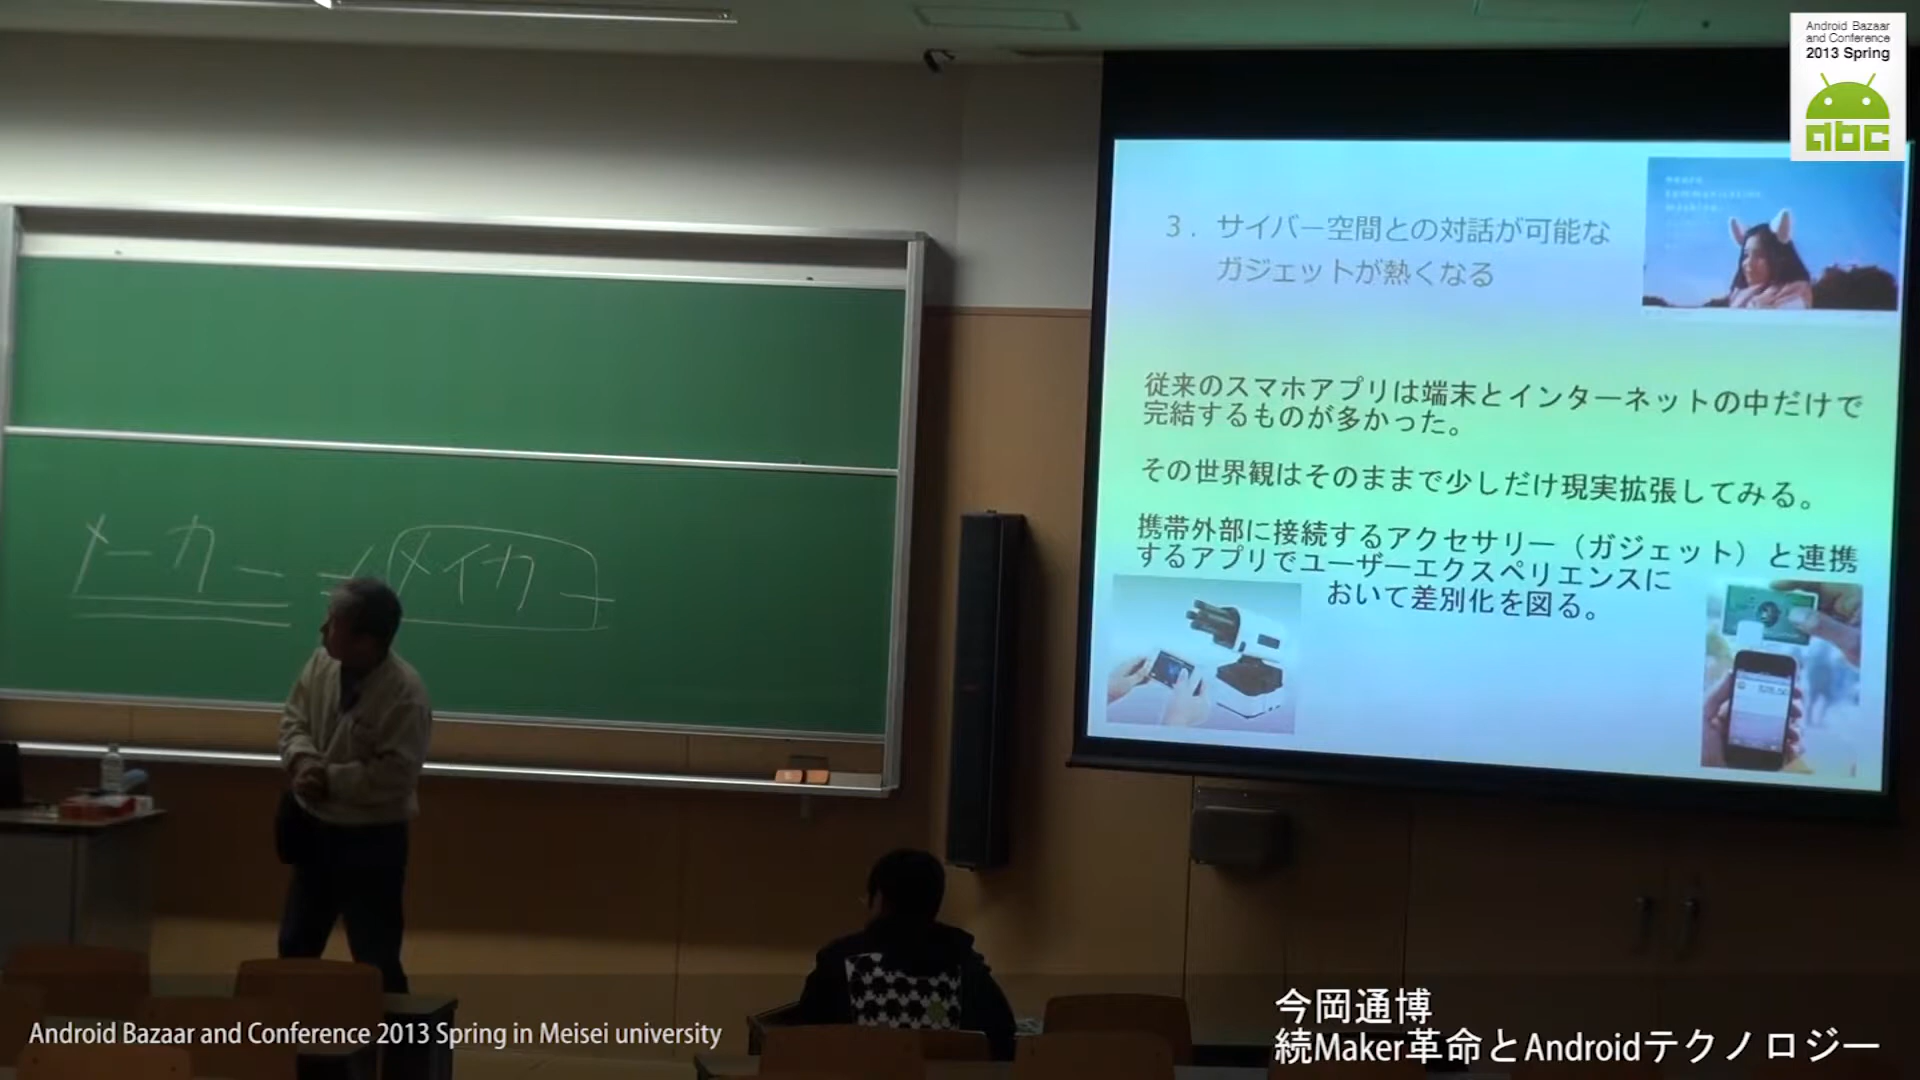 Android Bazaar
and Conference
2013 Spring
abc
3. サイバー空間との対話が可能な
ガジェットが熱くなる
従来のスマホアプリは端末とインターネットの中だけで
完結するものが多かった。
その世界観はそのままで少しだけ現実拡張してみる。
携帯外部に接続するアクセサリー（ガジェット）と連携
するアプリでユーザーエクスペリエンスに
おいて差別化を図る。
メーカー
メイカー
今岡通博
続Maker革命とAndroidテクノロジー
Android Bazaar and Conference 2013 Spring in Meisei university